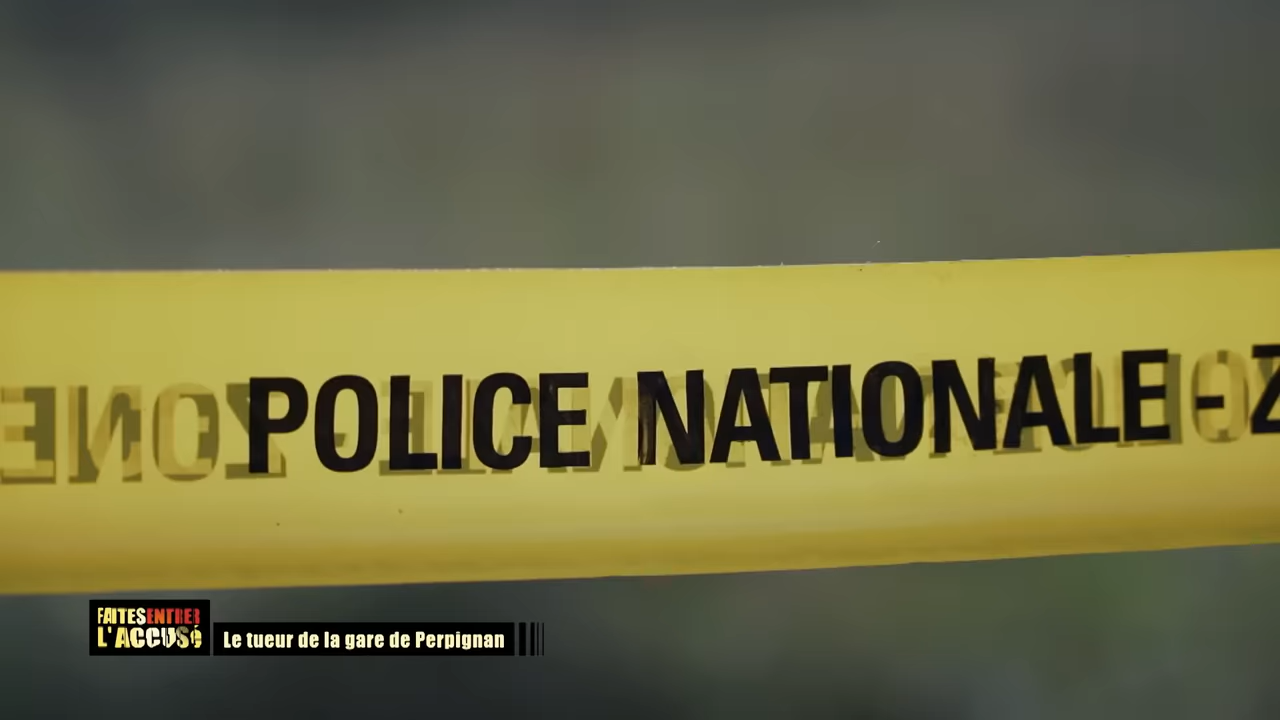 POLICE NATIONALE - Z
FAITES ENTRER
L'ACCUSÉ
Le tueur de la gare de Perpignan